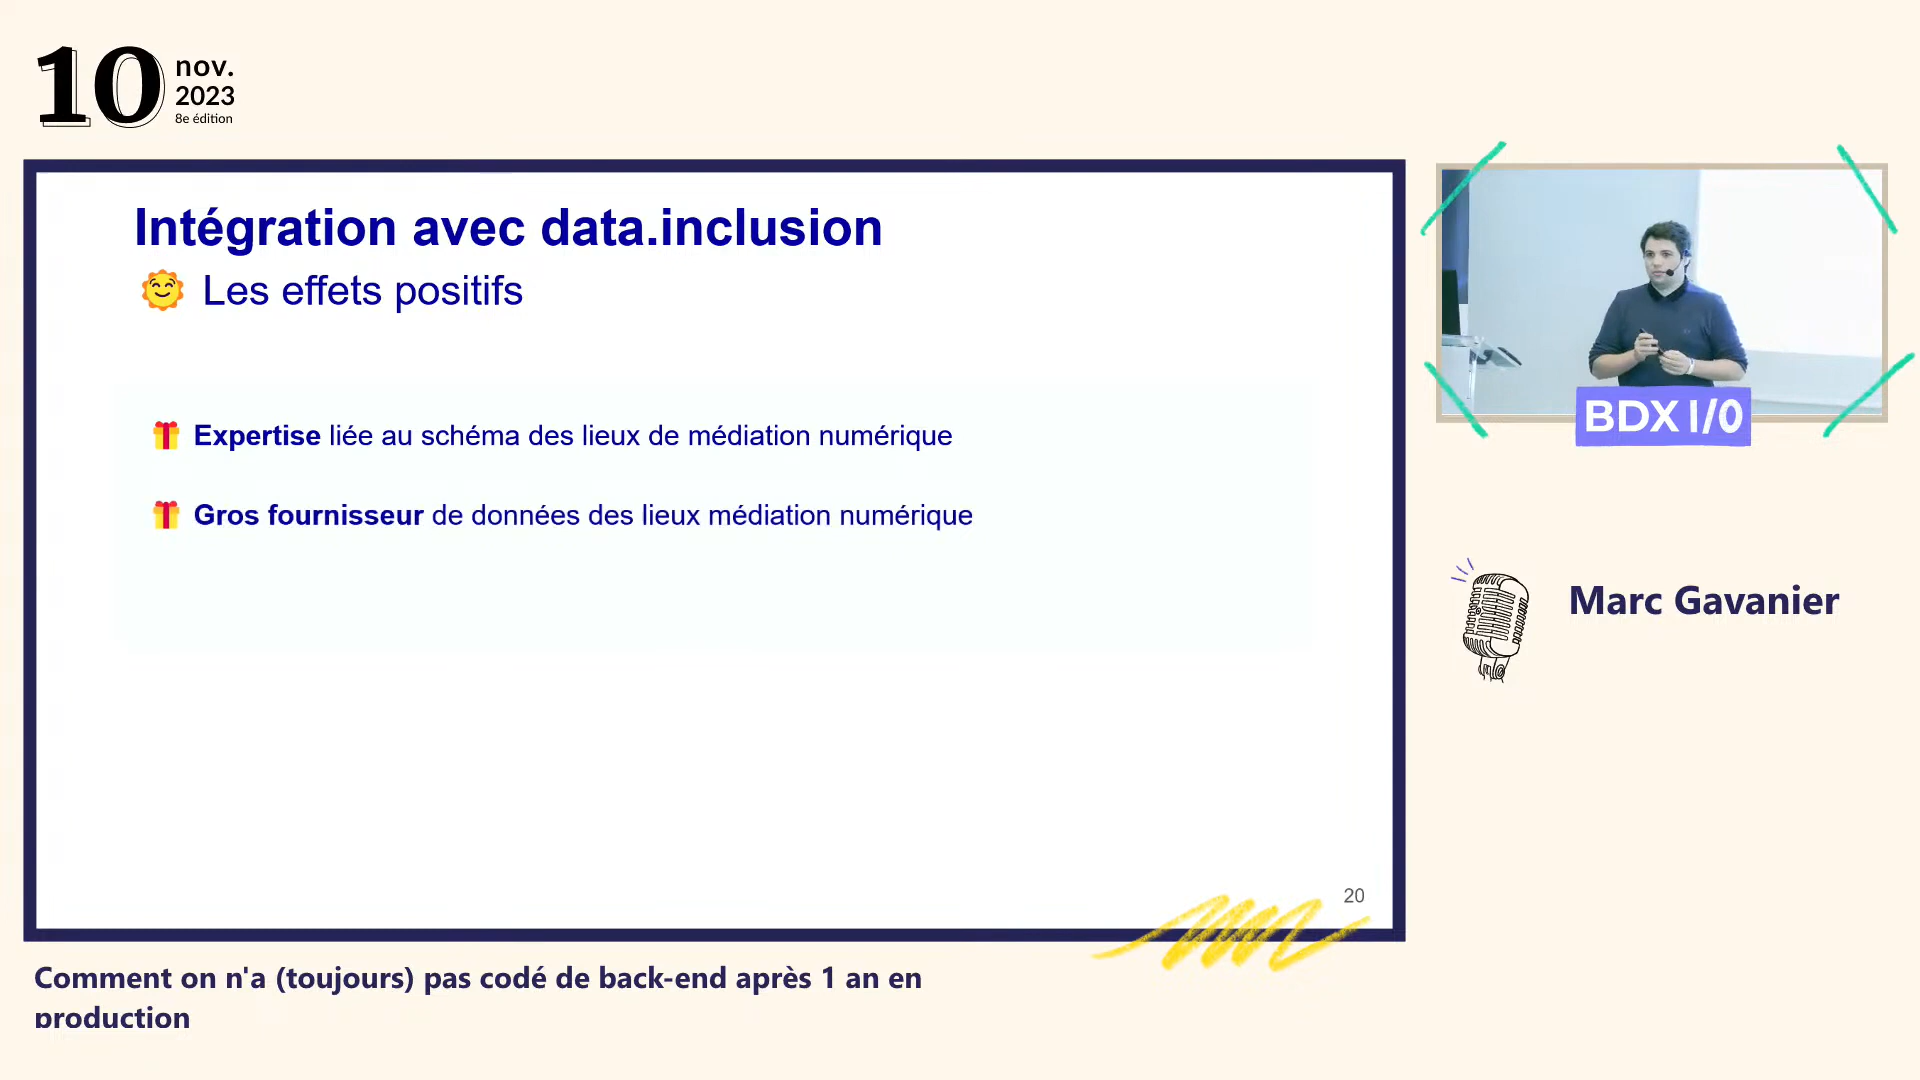 10
nov.
2023
8e édition
Intégration avec data.inclusion
Les effets positifs
Expertise liée au schéma des lieux de médiation numérique
Gros fournisseur de données des lieux médiation numérique
20
BDX I/O
Marc Gavanier
Comment on n'a (toujours) pas codé de back-end après 1 an en
production